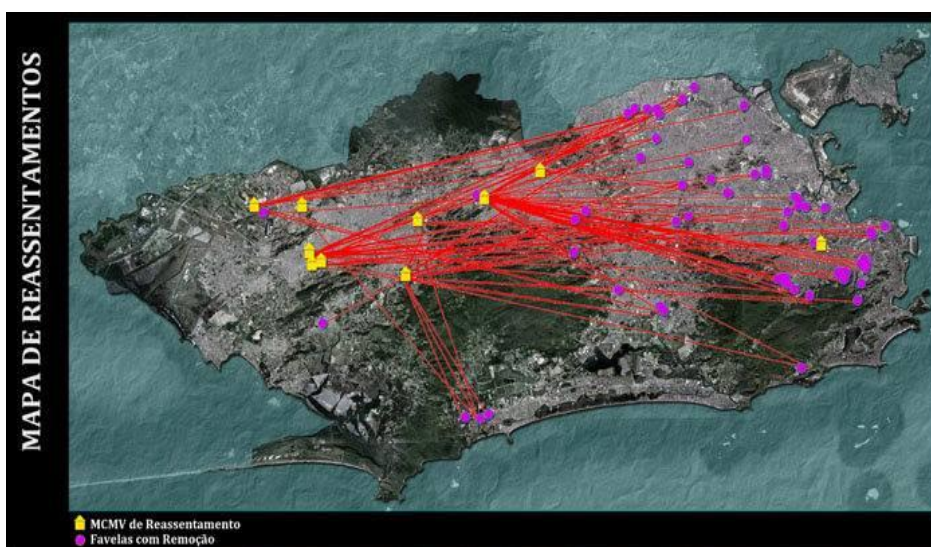 MAPA DE REASSENTAMENTOS
MCMV de Reassentamento
Favelas com Remoção